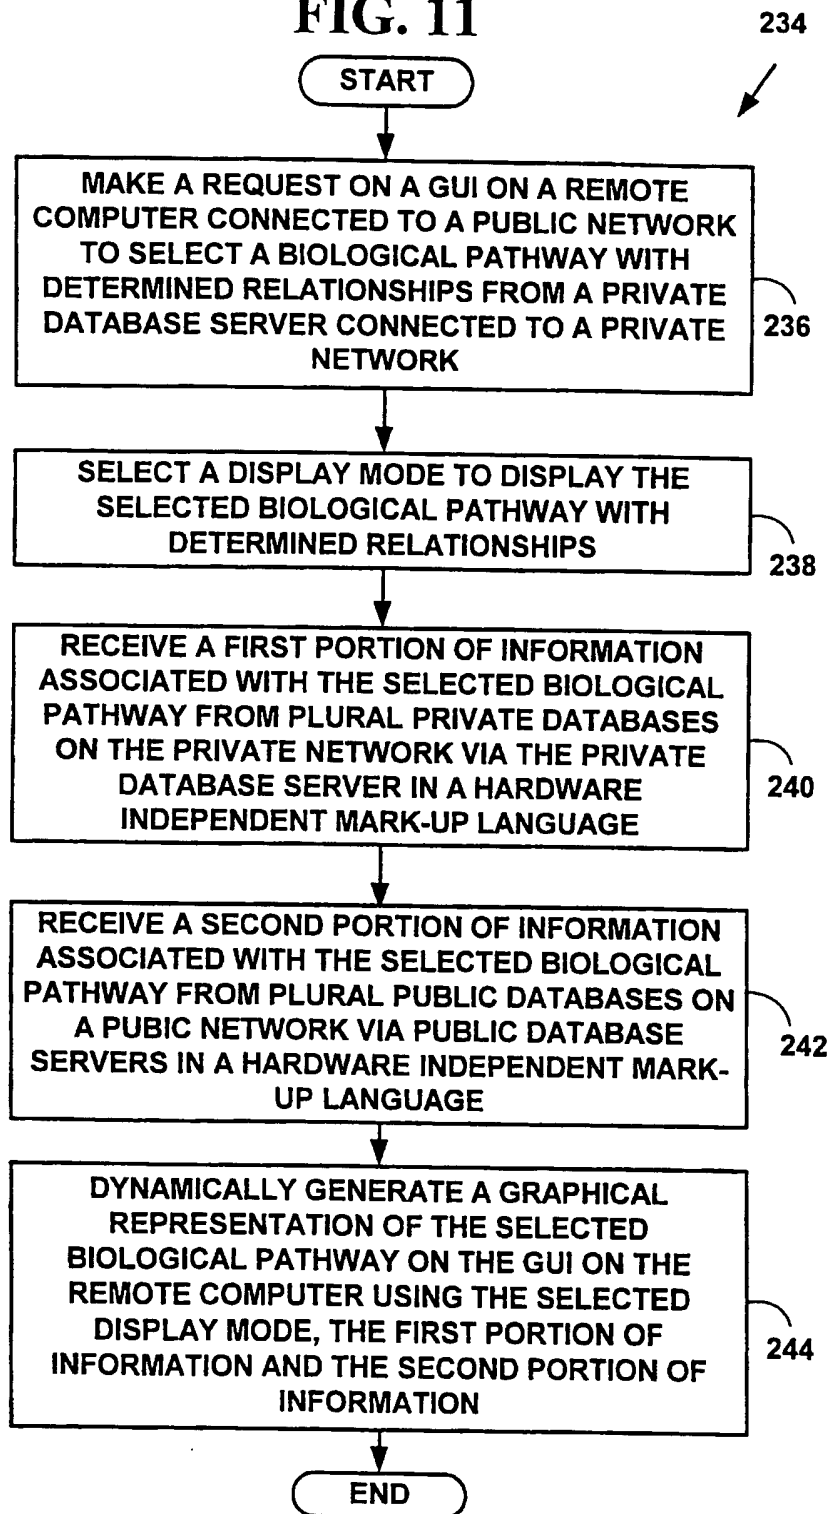 FIG. 11
234
START
MAKE A REQUEST ON A GUI ON A REMOTE
COMPUTER CONNECTED TO A PUBLIC NETWORK
TO SELECT A BIOLOGICAL PATHWAY WITH
DETERMINED RELATIONSHIPS FROM A PRIVATE
DATABASE SERVER CONNECTED TO A PRIVATE
NETWORK
236
SELECT A DISPLAY MODE TO DISPLAY THE
SELECTED BIOLOGICAL PATHWAY WITH
DETERMINED RELATIONSHIPS
238
RECEIVE A FIRST PORTION OF INFORMATION
ASSOCIATED WITH THE SELECTED BIOLOGICAL
PATHWAY FROM PLURAL PRIVATE DATABASES
ON THE PRIVATE NETWORK VIA THE PRIVATE
DATABASE SERVER IN A HARDWARE
INDEPENDENT MARK-UP LANGUAGE
240
RECEIVE A SECOND PORTION OF INFORMATION
ASSOCIATED WITH THE SELECTED BIOLOGICAL
PATHWAY FROM PLURAL PUBLIC DATABASES ON
A PUBIC NETWORK VIA PUBLIC DATABASE
SERVERS IN A HARDWARE INDEPENDENT MARK-
UP LANGUAGE
242
DYNAMICALLY GENERATE A GRAPHICAL
REPRESENTATION OF THE SELECTED
BIOLOGICAL PATHWAY ON THE GUI ON THE
REMOTE COMPUTER USING THE SELECTED
DISPLAY MODE, THE FIRST PORTION OF
INFORMATION AND THE SECOND PORTION OF
INFORMATION
244
END